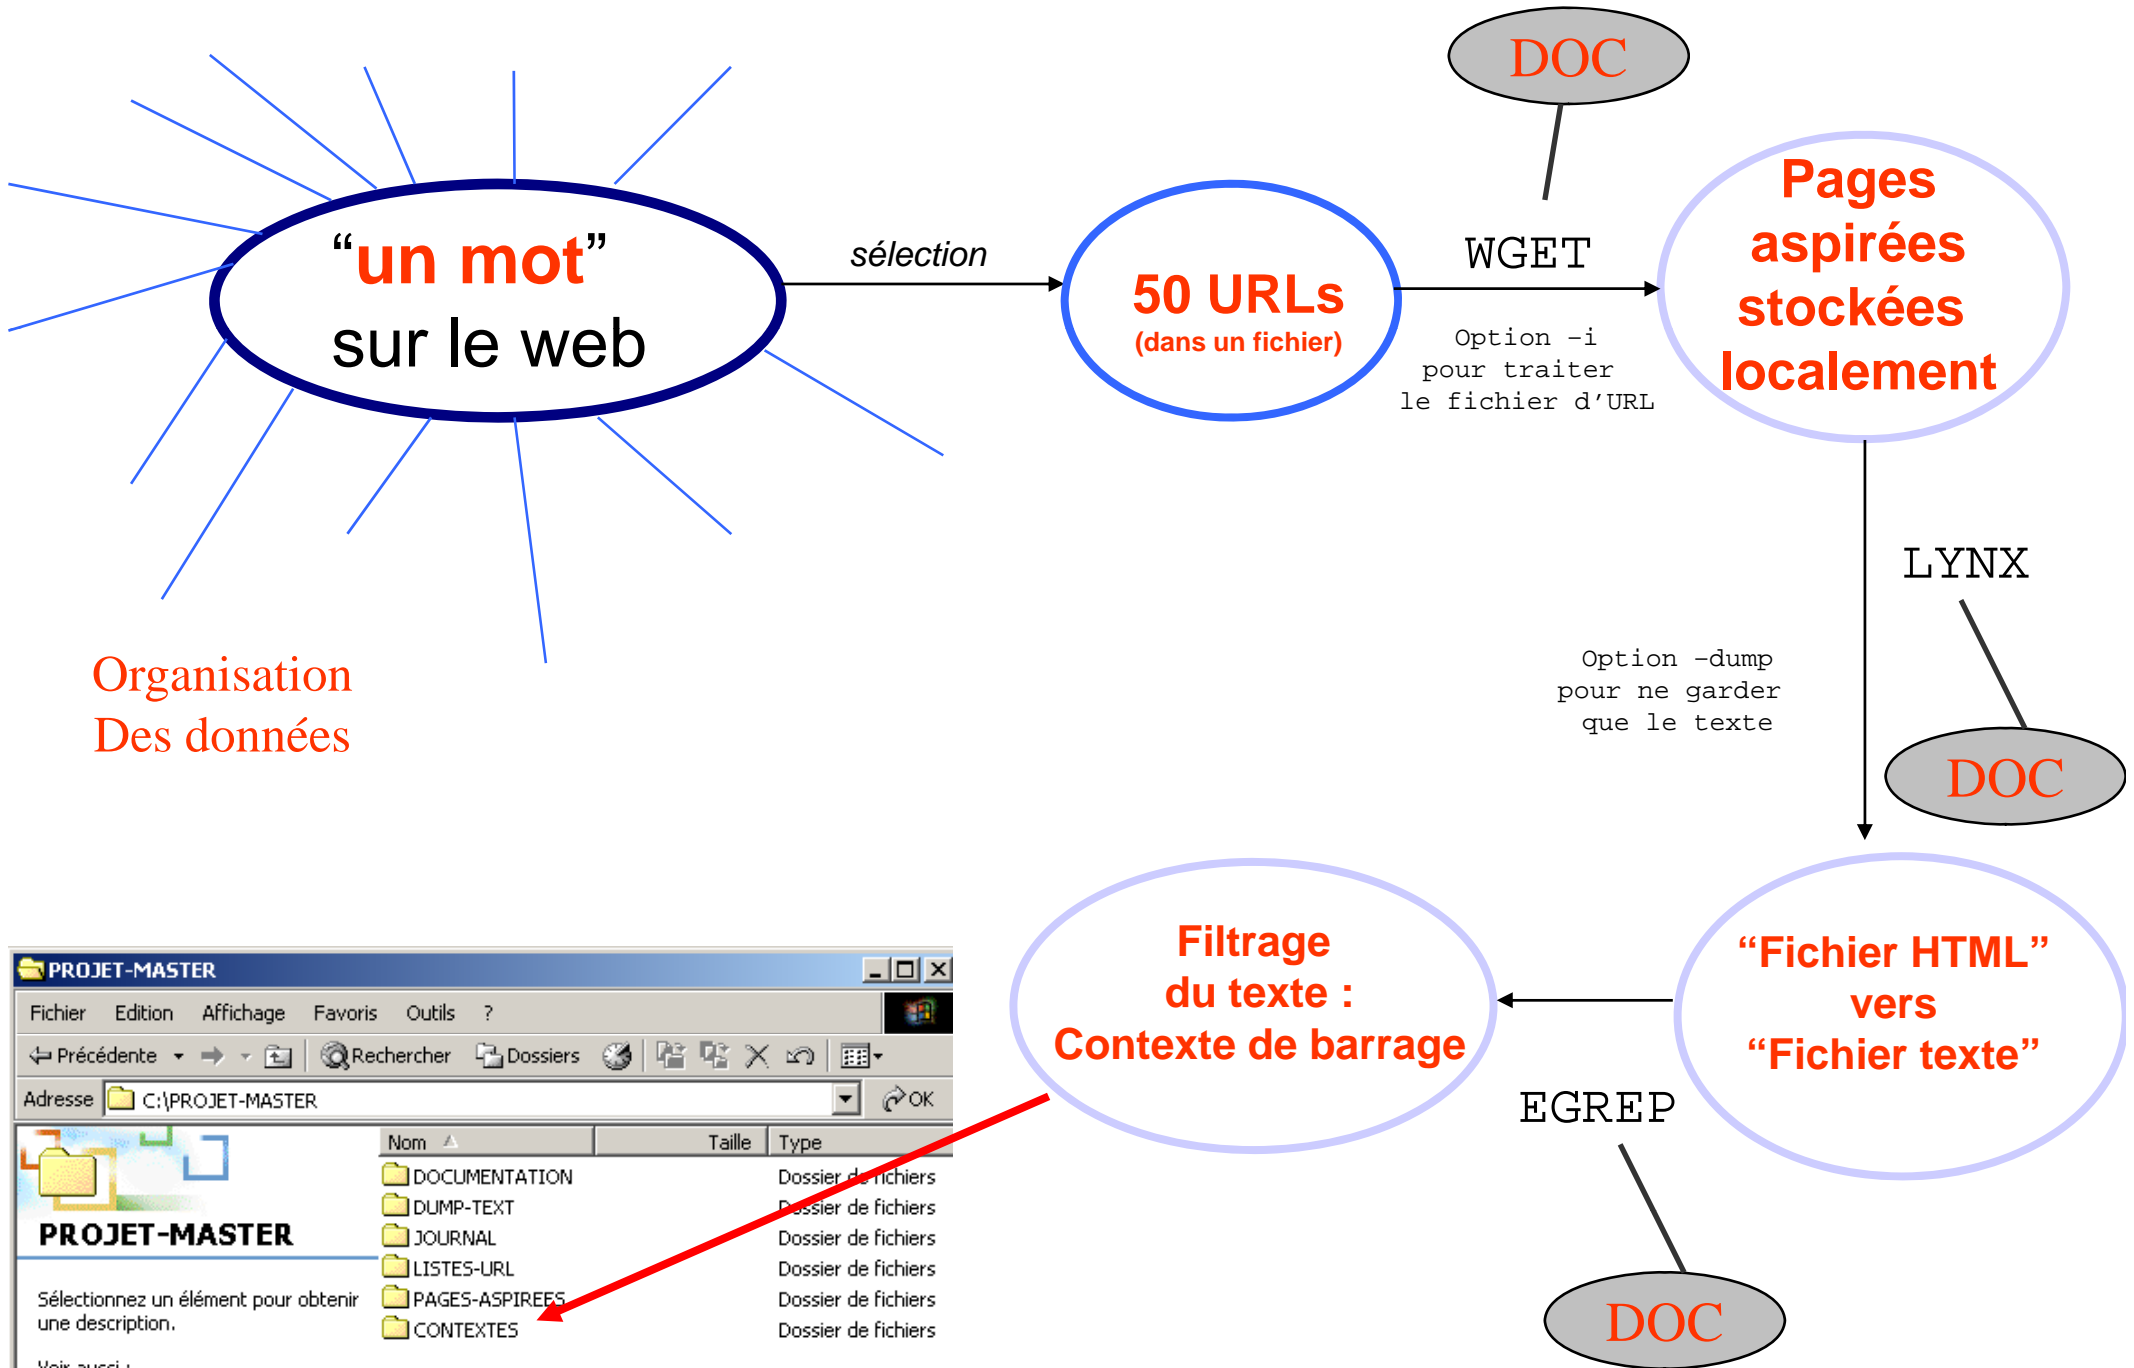 DOC
“un mot”
sur le web
sélection
50 URLs
(dans un fichier)
WGET
Option –i
pour traiter
le fichier d’URL
Pages
aspirées
stockées
localement
LYNX
Option –dump
pour ne garder
que le texte
DOC
Organisation
Des données
Filtrage
du texte :
Contexte de barrage
“Fichier HTML”
vers
“Fichier texte”
EGREP
DOC
PROJET-MASTER
Fichier Edition Affichage Favoris Outils ?
Précédente Rechercher Dossiers
Adresse C:\PROJET-MASTER OK
Nom Taille Type
DOCUMENTATION Dossier de fichiers
DUMP-TEXT Dossier de fichiers
JOURNAL Dossier de fichiers
LISTES-URL Dossier de fichiers
PAGES-ASPIREES Dossier de fichiers
CONTEXTES Dossier de fichiers
PROJET-MASTER
Sélectionnez un élément pour obtenir
une description.
Voir aussi :